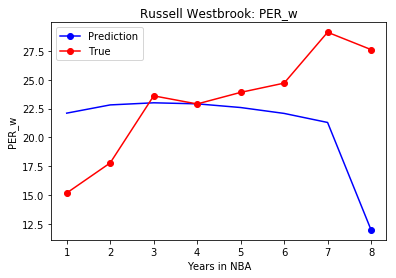 Russell Westbrook: PER_w
Prediction
True
PER_w
27.5
25.0
22.5
20.0
17.5
15.0
12.5
1 2 3 4 5 6 7 8
Years in NBA